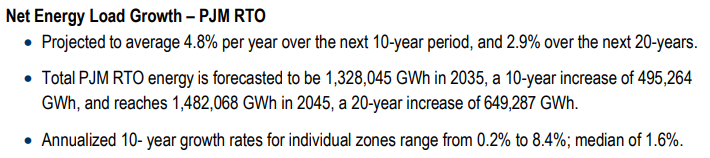 Net Energy Load Growth – PJM RTO
• Projected to average 4.8% per year over the next 10-year period, and 2.9% over the next 20-years.
• Total PJM RTO energy is forecasted to be 1,328,045 GWh in 2035, a 10-year increase of 495,264
GWh, and reaches 1,482,068 GWh in 2045, a 20-year increase of 649,287 GWh.
• Annualized 10- year growth rates for individual zones range from 0.2% to 8.4%; median of 1.6%.